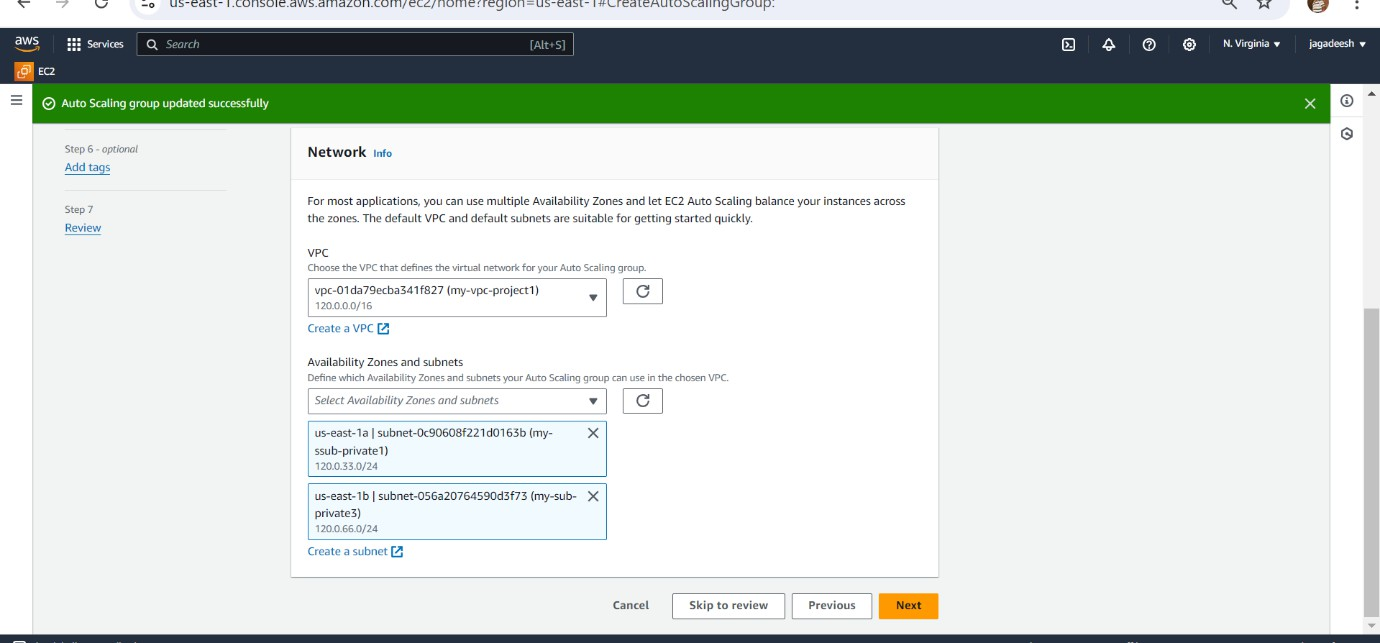 us-east-1.console.aws.amazon.com/ec2/home?region=us-east-1#CreateAutoScalingGroup:
aws
Services
Search
[Alt+S]
N. Virginia
jagadeesh
EC2
Auto Scaling group updated successfully
Step 6 - optional
Add tags
Step 7
Review
Network Info
For most applications, you can use multiple Availability Zones and let EC2 Auto Scaling balance your instances across
the zones. The default VPC and default subnets are suitable for getting started quickly.
VPC
Choose the VPC that defines the virtual network for your Auto Scaling group.
vpc-01da79ecba341f827 (my-vpc-project1)
120.0.0.0/16
Create a VPC
Availability Zones and subnets
Define which Availability Zones and subnets your Auto Scaling group can use in the chosen VPC.
Select Availability Zones and subnets
us-east-1a | subnet-0c90608f221d0163b (my-
ssub-private1)
120.0.33.0/24
us-east-1b | subnet-056a20764590d3f73 (my-sub-
private3)
120.0.66.0/24
Create a subnet
Cancel
Skip to review
Previous
Next